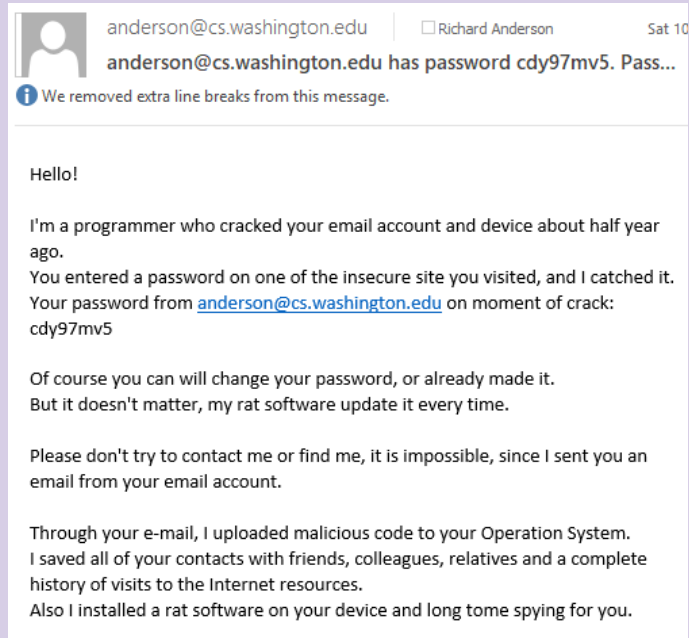 anderson@cs.washington.edu Richard Anderson Sat 10
anderson@cs.washington.edu has password cdy97mv5. Pass...
We removed extra line breaks from this message.
Hello!
I'm a programmer who cracked your email account and device about half year
ago.
You entered a password on one of the insecure site you visited, and I catched it.
Your password from anderson@cs.washington.edu on moment of crack:
cdy97mv5
Of course you can will change your password, or already made it.
But it doesn't matter, my rat software update it every time.
Please don't try to contact me or find me, it is impossible, since I sent you an
email from your email account.
Through your e-mail, I uploaded malicious code to your Operation System.
I saved all of your contacts with friends, colleagues, relatives and a complete
history of visits to the Internet resources.
Also I installed a rat software on your device and long tome spying for you.